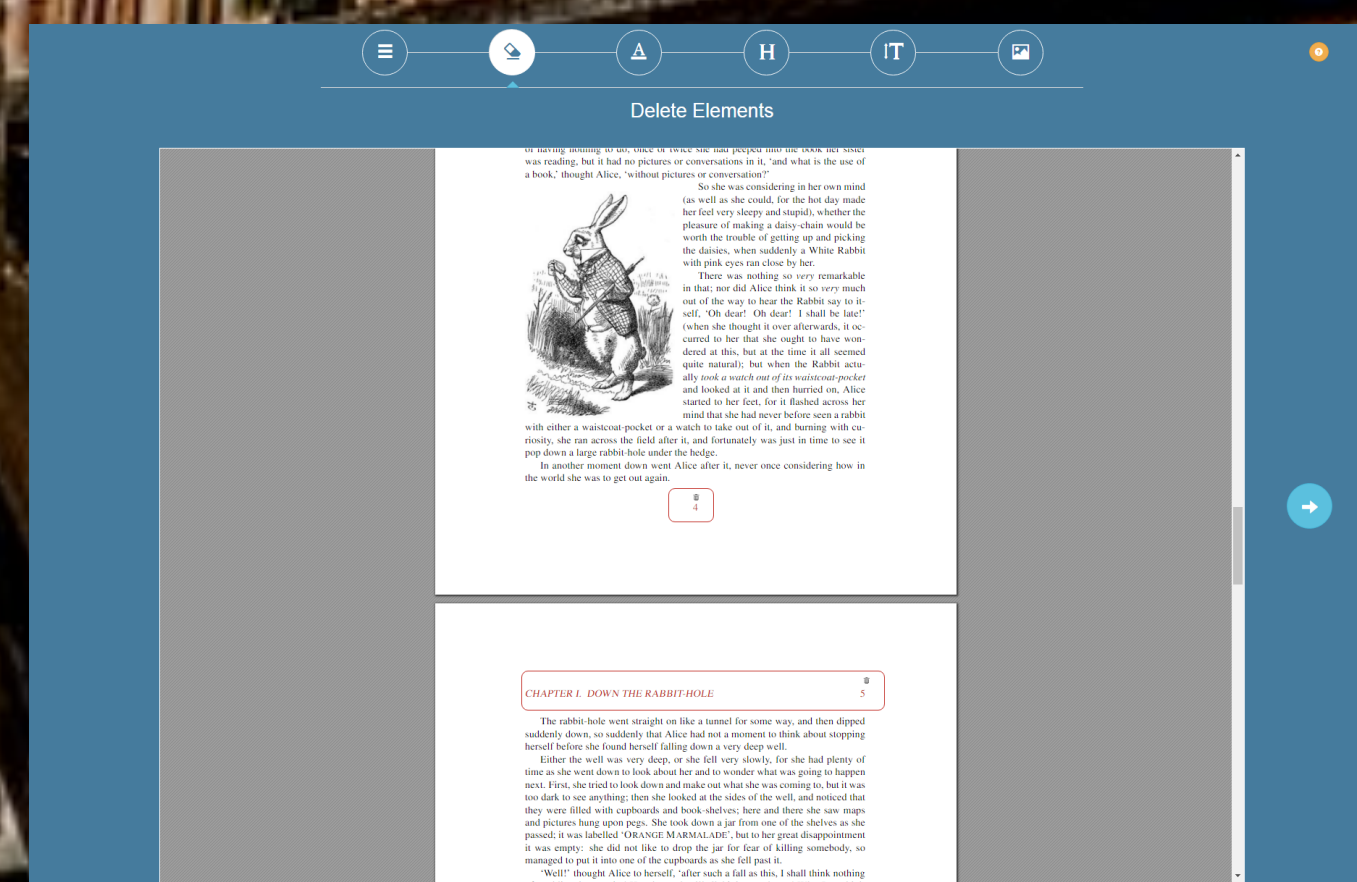 A
H
T
Delete Elements
of having nothing to do, once or twice she had peeped into the book her sister
was reading, but it had no pictures or conversations in it, ‘and what is the use of
a book,’ thought Alice, ‘without pictures or conversation?’
So she was considering in her own mind
(as well as she could, for the hot day made
her feel very sleepy and stupid), whether the
pleasure of making a daisy-chain would be
worth the trouble of getting up and picking
the daisies, when suddenly a White Rabbit
with pink eyes ran close by her.
There was nothing so very remarkable
in that; nor did Alice think it so very much
out of the way to hear the Rabbit say to it-
self, ‘Oh dear! Oh dear! I shall be late!’
(when she thought it over afterwards, it oc-
curred to her that she ought to have won-
dered at this, but at the time it all seemed
quite natural); but when the Rabbit actu-
ally took a watch out of its waistcoat-pocket
and looked at it and then hurried on, Alice
started to her feet, for it flashed across her
mind that she had never before seen a rabbit
with either a waistcoat-pocket or a watch to take out of it, and burning with cu-
riosity, she ran across the field after it, and fortunately was just in time to see it
pop down a large rabbit-hole under the hedge.
In another moment down went Alice after it, never once considering how in
the world she was to get out again.
4
CHAPTER I. DOWN THE RABBIT-HOLE 5
The rabbit-hole went straight on like a tunnel for some way, and then dipped
suddenly down, so suddenly that Alice had not a moment to think about stopping
herself before she found herself falling down a very deep well.
Either the well was very deep, or she fell very slowly, for she had plenty of
time as she went down to look about her and to wonder what was going to happen
next. First, she tried to look down and make out what she was coming to, but it was
too dark to see anything; then she looked at the sides of the well, and noticed that
they were filled with cupboards and book-shelves; here and there she saw maps
and pictures hung upon pegs. She took down a jar from one of the shelves as she
passed; it was labelled ‘ORANGE MARMALADE’, but to her great disappointment
it was empty: she did not like to drop the jar for fear of killing somebody, so
managed to put it into one of the cupboards as she fell past it.
‘Well!’ thought Alice to herself, ‘after such a fall as this, I shall think nothing